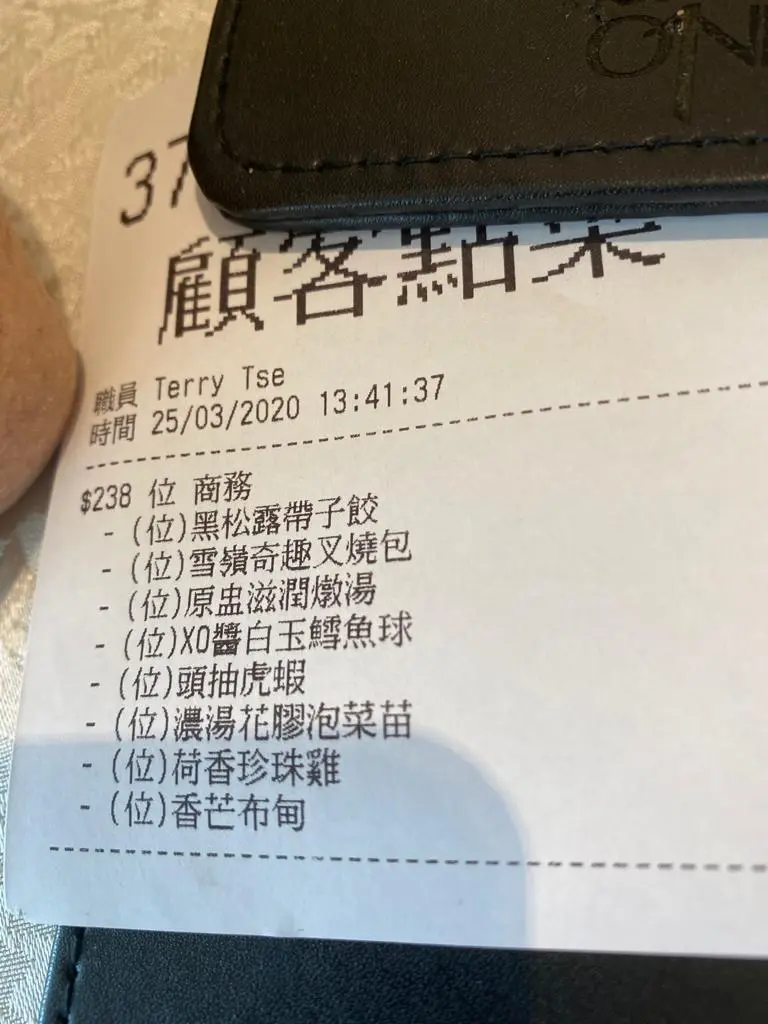 ONE
37
顧客點菜
職員 Terry Tse
時間 25/03/2020 13:41:37
$238 位 商務
- (位)黑松露帶子餃
- (位)雪嶺奇趣叉燒包
- (位)原盅滋潤燉湯
- (位)XO醬白玉鱈魚球
- (位)頭抽虎蝦
- (位)濃湯花膠泡菜苗
- (位)荷香珍珠雞
- (位)香芒布甸